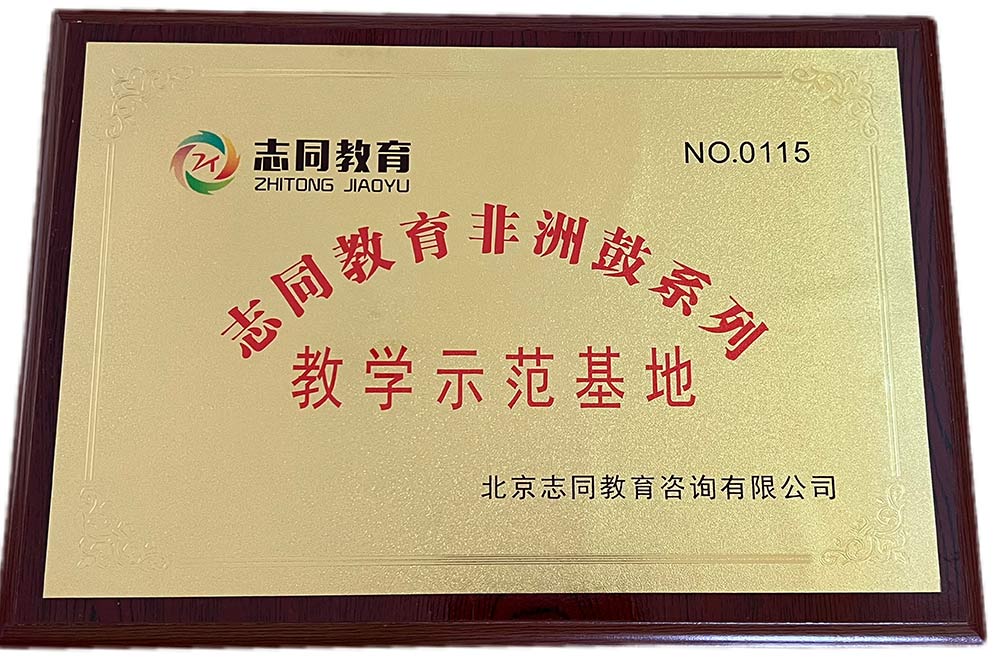 志同教育
ZHITONG JIAOYU
NO.0115
志同教育非洲鼓系列
教学示范基地
北京志同教育咨询有限公司